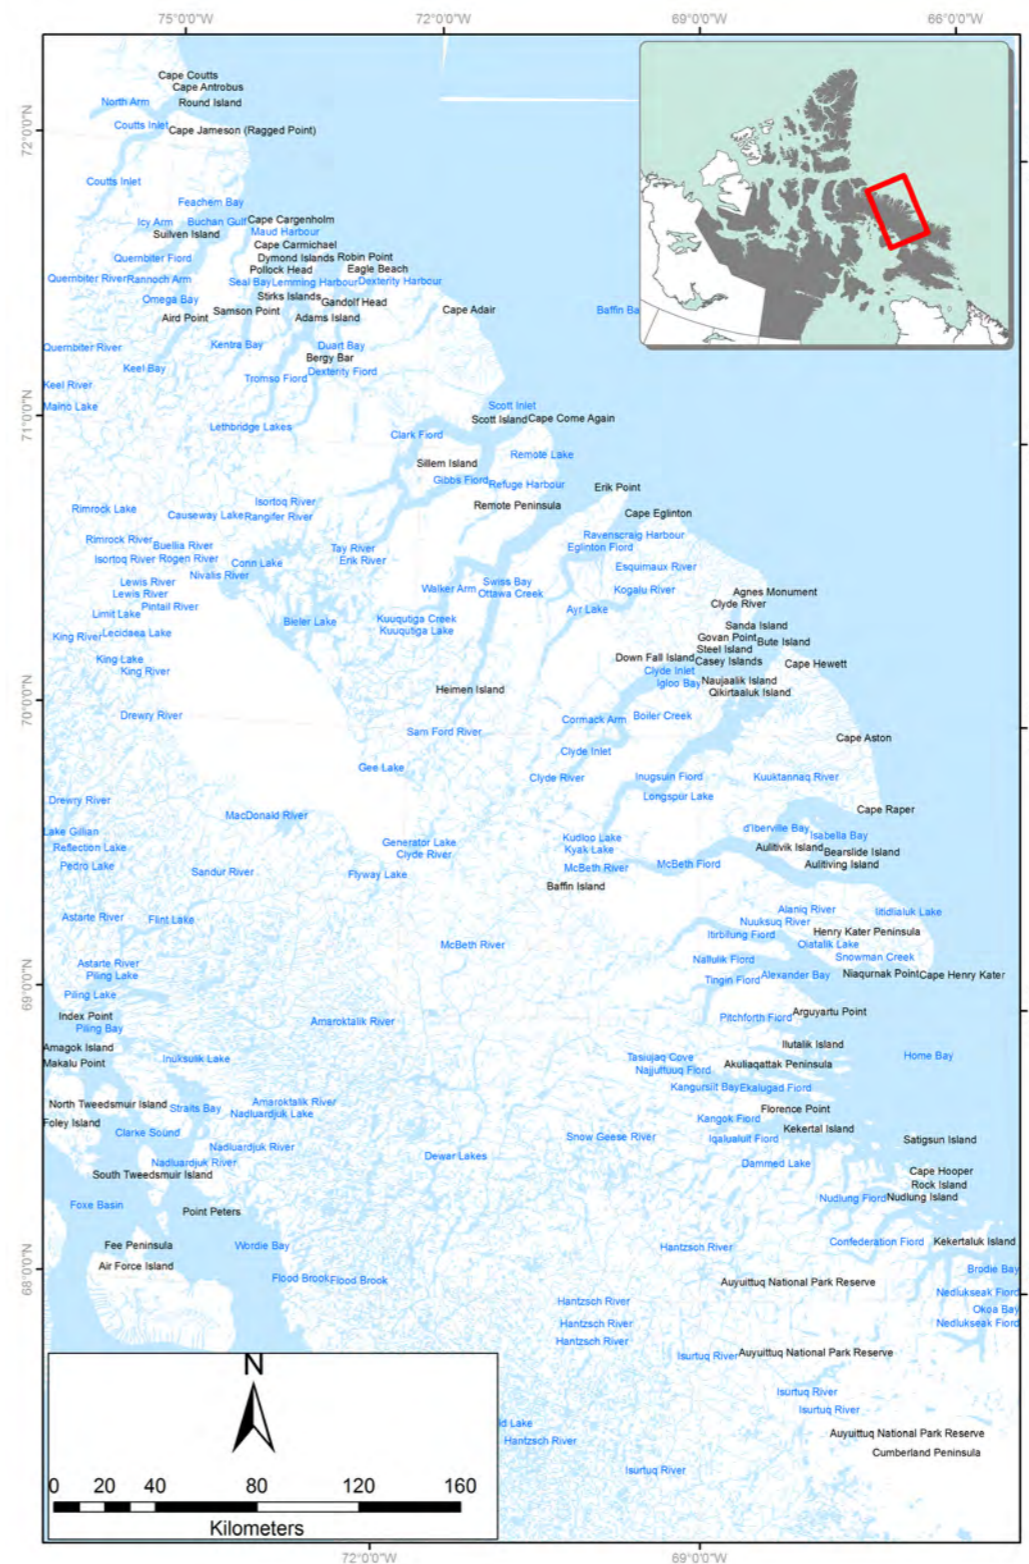 75°0'0"W 72°0'0"W 69°0'0"W 66°0'0"W
Cape Coutts
Cape Antrobus
North Arm Round Island
72°0'0"N
Coutts Inlet Cape Jameson (Ragged Point)
Coutts Inlet
Feachem Bay
Icy Arm Buchan Gulf Cape Cargenholm
Suilven Island Maud Harbour
Cape Carmichael
Quernbiter Fiord Dymond Islands Robin Point
Pollock Head Eagle Beach
Quernbiter River Rannoch Arm Seal Bay Lemming Harbour Dexterity Harbour
Omega Bay Stirks Islands Gandolf Head
Aird Point Samson Point Adams Island Cape Adair Baffin Ba
Quernbiter River Kentra Bay Duart Bay
Bergy Bar
Keel Bay Tromso Fiord Dexterity Fiord
Keel River
Maino Lake Scott Inlet
71°0'0"N
Scott Island Cape Come Again
Lethbridge Lakes Clark Fiord
Remote Lake
Sillem Island
Gibbs Fiord Refuge Harbour Erik Point
Rimrock Lake Isortoq River Remote Peninsula
Causeway Lake Rangifer River Cape Eglinton
Rimrock River Ravenscraig Harbour
Buellia River Tay River Eglinton Fiord
Isortoq River Rogen River Conn Lake Erik River Esquimaux River
Nivalis River
Lewis River Walker Arm Swiss Bay Kogalu River Agnes Monument
Lewis River Ottawa Creek
Pintail River Ayr Lake Clyde River
Limit Lake Bieler Lake Kuuqutiga Creek
King River Lecidaea Lake Kuuqutiga Lake Sanda Island
Govan Point Bute Island
Steel Island
King Lake Down Fall Island Casey Islands Cape Hewett
King River Clyde Inlet
Igloo Bay Naujaalik Island
Heimen Island Qikirtaaluk Island
70°0'0"N
Drewry River Cormack Arm Boiler Creek
Sam Ford River
Cape Aston
Clyde Inlet
Gee Lake
Clyde River Inugsuin Fiord Kuuktannaq River
Drewry River Longspur Lake
MacDonald River Cape Raper
Lake Gillian d'Iberville Bay Isabella Bay
Reflection Lake Generator Lake Kudloo Lake Aulitivik Island Bearslide Island
Clyde River Kyak Lake
Pedro Lake Sandur River Flyway Lake McBeth River McBeth Fiord Aulitiving Island
Baffin Island
Astarte River Flint Lake Alaniq River Iitidlialuk Lake
Nuuksuq River
McBeth River Itirbilung Fiord Henry Kater Peninsula
Oiatalik Lake
Astarte River Nallulik Fiord Snowman Creek
Piling Lake Tingin Fiord Alexander Bay Niaqurnak Point Cape Henry Kater
69°0'0"N
Piling Lake
Index Point Amaroktalik River Pitchforth Fiord Arguyartu Point
Piling Bay
Amagok Island Ilutalik Island
Makalu Point Inuksulik Lake Tasiujaq Cove Home Bay
Najjuttuuq Fiord Akuliaqattak Peninsula
Kangursiit Bay Ekalugad Fiord
North Tweedsmuir Island Straits Bay Amaroktalik River Florence Point
Foley Island Nadluardjuk Lake Kangok Fiord
Clarke Sound Snow Geese River Iqalualuit Fiord Kekertal Island
Nadluardjuk River Satigsun Island
Nadluardjuk River Dewar Lakes Dammed Lake
South Tweedsmuir Island Cape Hooper
Rock Island
Foxe Basin Point Peters Nudlung Fiord Nudlung Island
Fee Peninsula Wordie Bay Hantzsch River Confederation Fiord Kekertaluk Island
68°0'0"N
Air Force Island Brodie Bay
Flood Brook Flood Brook Auyuittuq National Park Reserve
Nedlukseak Fiord
Hantzsch River Okoa Bay
Hantzsch River Nedlukseak Fiord
Hantzsch River
Isurtuq River Auyuittuq National Park Reserve
N
Isurtuq River
Isurtuq River
ld Lake
Hantzsch River Auyuittuq National Park Reserve
Cumberland Peninsula
Isurtuq River
0 20 40 80 120 160
Kilometers
72°0'0"W 69°0'0"W